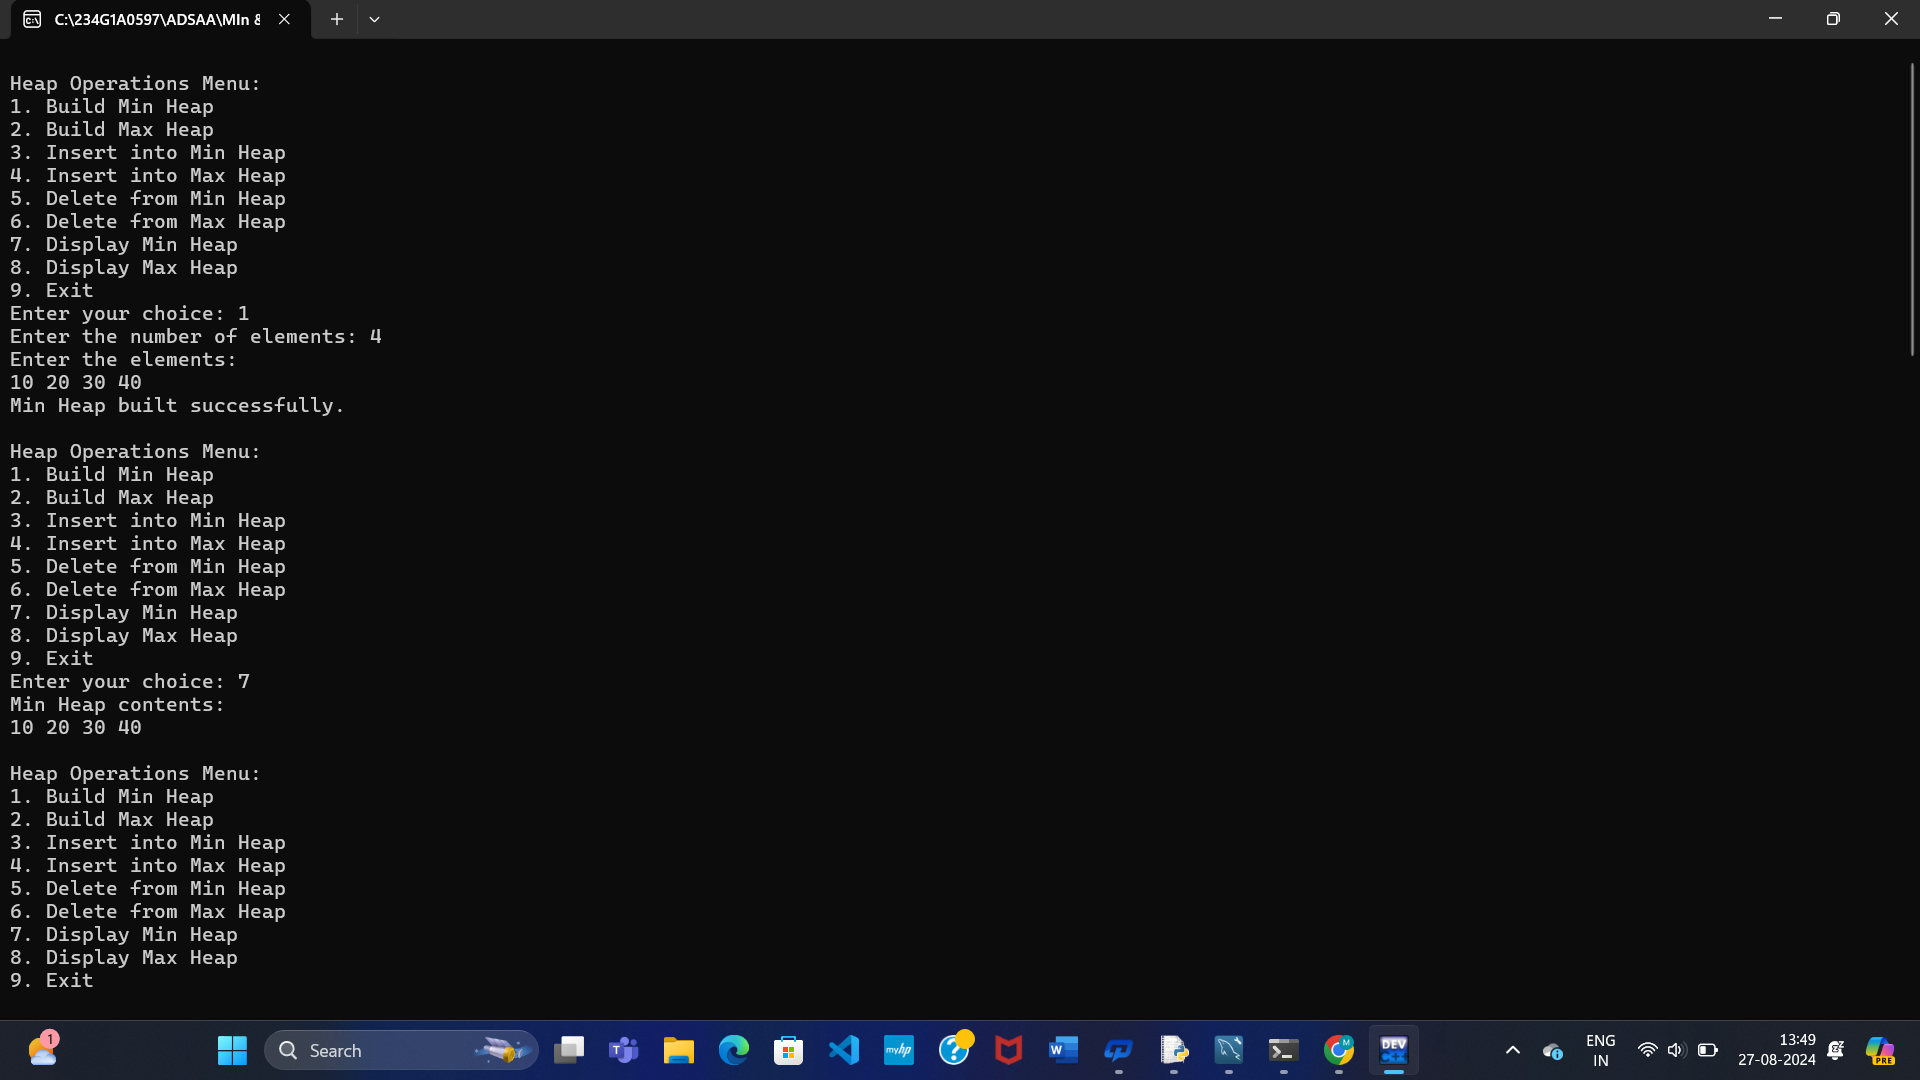 C:\234G1A0597\ADSAA\MIn &
Heap Operations Menu:
1. Build Min Heap
2. Build Max Heap
3. Insert into Min Heap
4. Insert into Max Heap
5. Delete from Min Heap
6. Delete from Max Heap
7. Display Min Heap
8. Display Max Heap
9. Exit
Enter your choice: 1
Enter the number of elements: 4
Enter the elements:
10 20 30 40
Min Heap built successfully.
Heap Operations Menu:
1. Build Min Heap
2. Build Max Heap
3. Insert into Min Heap
4. Insert into Max Heap
5. Delete from Min Heap
6. Delete from Max Heap
7. Display Min Heap
8. Display Max Heap
9. Exit
Enter your choice: 7
Min Heap contents:
10 20 30 40
Heap Operations Menu:
1. Build Min Heap
2. Build Max Heap
3. Insert into Min Heap
4. Insert into Max Heap
5. Delete from Min Heap
6. Delete from Max Heap
7. Display Min Heap
8. Display Max Heap
9. Exit
1
Search
myhp
DEV
C++
ENG
IN
13:49
27-08-2024
PRE